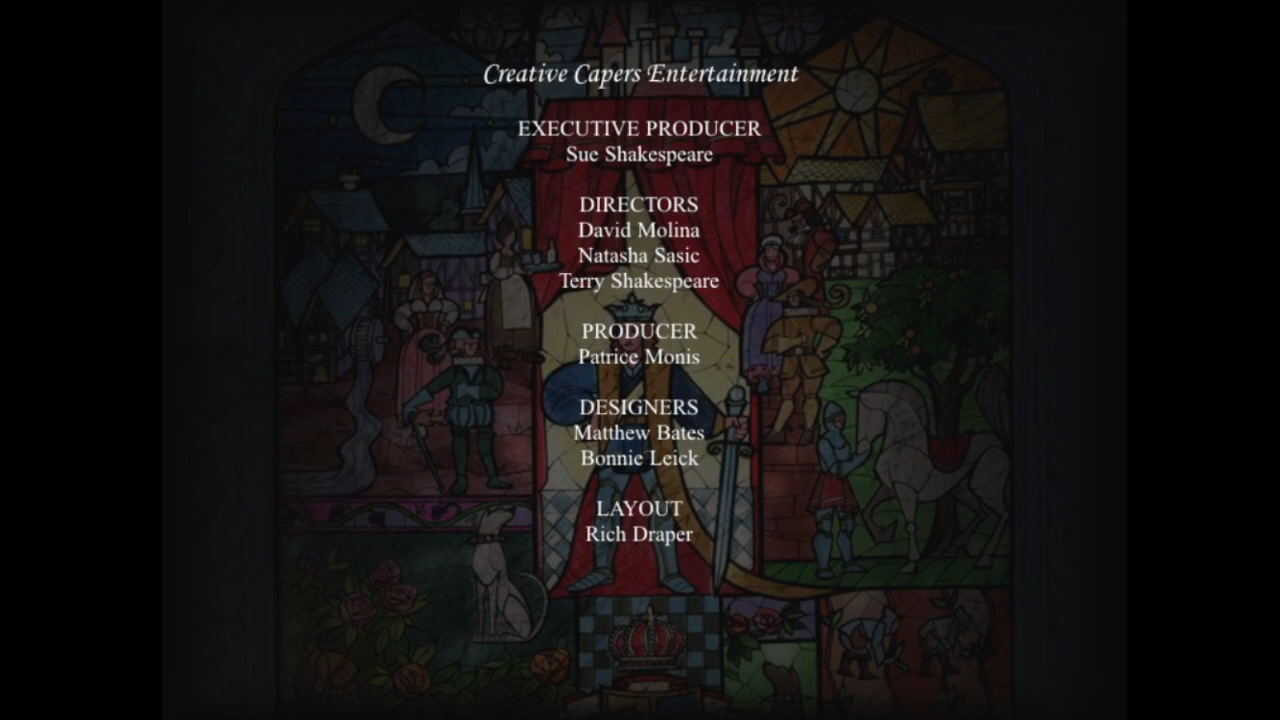 Creative Capers Entertainment
EXECUTIVE PRODUCER
Sue Shakespeare
DIRECTORS
David Molina
Natasha Sasic
Terry Shakespeare
PRODUCER
Patrice Monis
DESIGNERS
Matthew Bates
Bonnie Leick
LAYOUT
Rich Draper